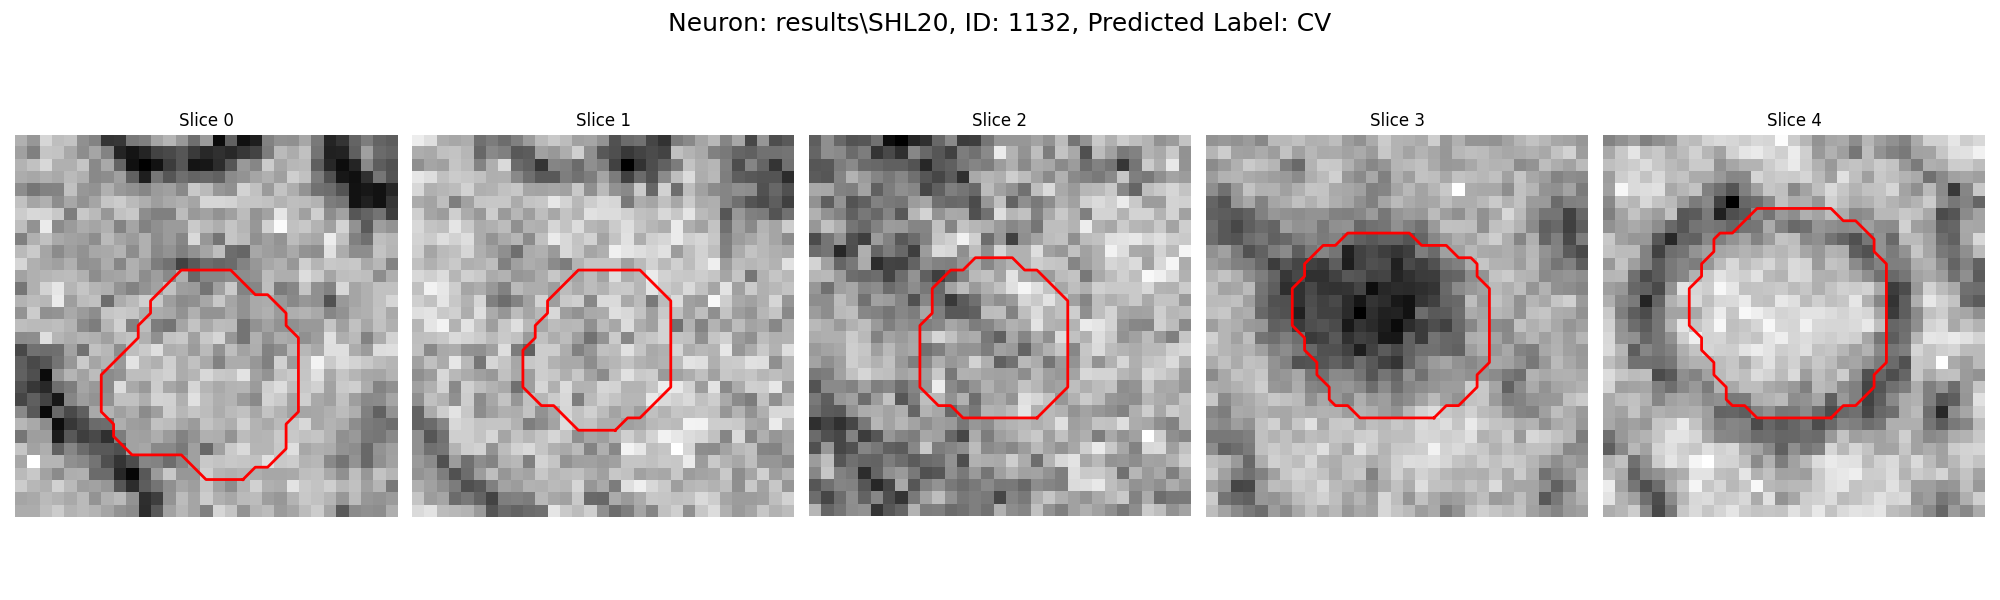 Neuron: results\SHL20, ID: 1132, Predicted Label: CV
Slice 0
Slice 1
Slice 2
Slice 3
Slice 4